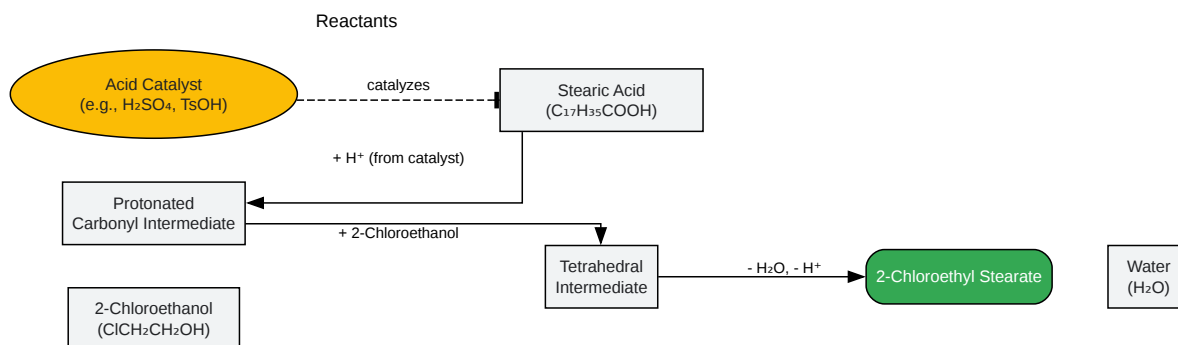 Reactants
Acid Catalyst
(e.g., H₂SO₄, TsOH)
catalyzes
Stearic Acid
(C₁₇H₃₅COOH)
+ H⁺ (from catalyst)
Protonated
Carbonyl Intermediate
+ 2-Chloroethanol
Tetrahedral
Intermediate
- H₂O, - H⁺
2-Chloroethyl Stearate
Water
(H₂O)
2-Chloroethanol
(ClCH₂CH₂OH)